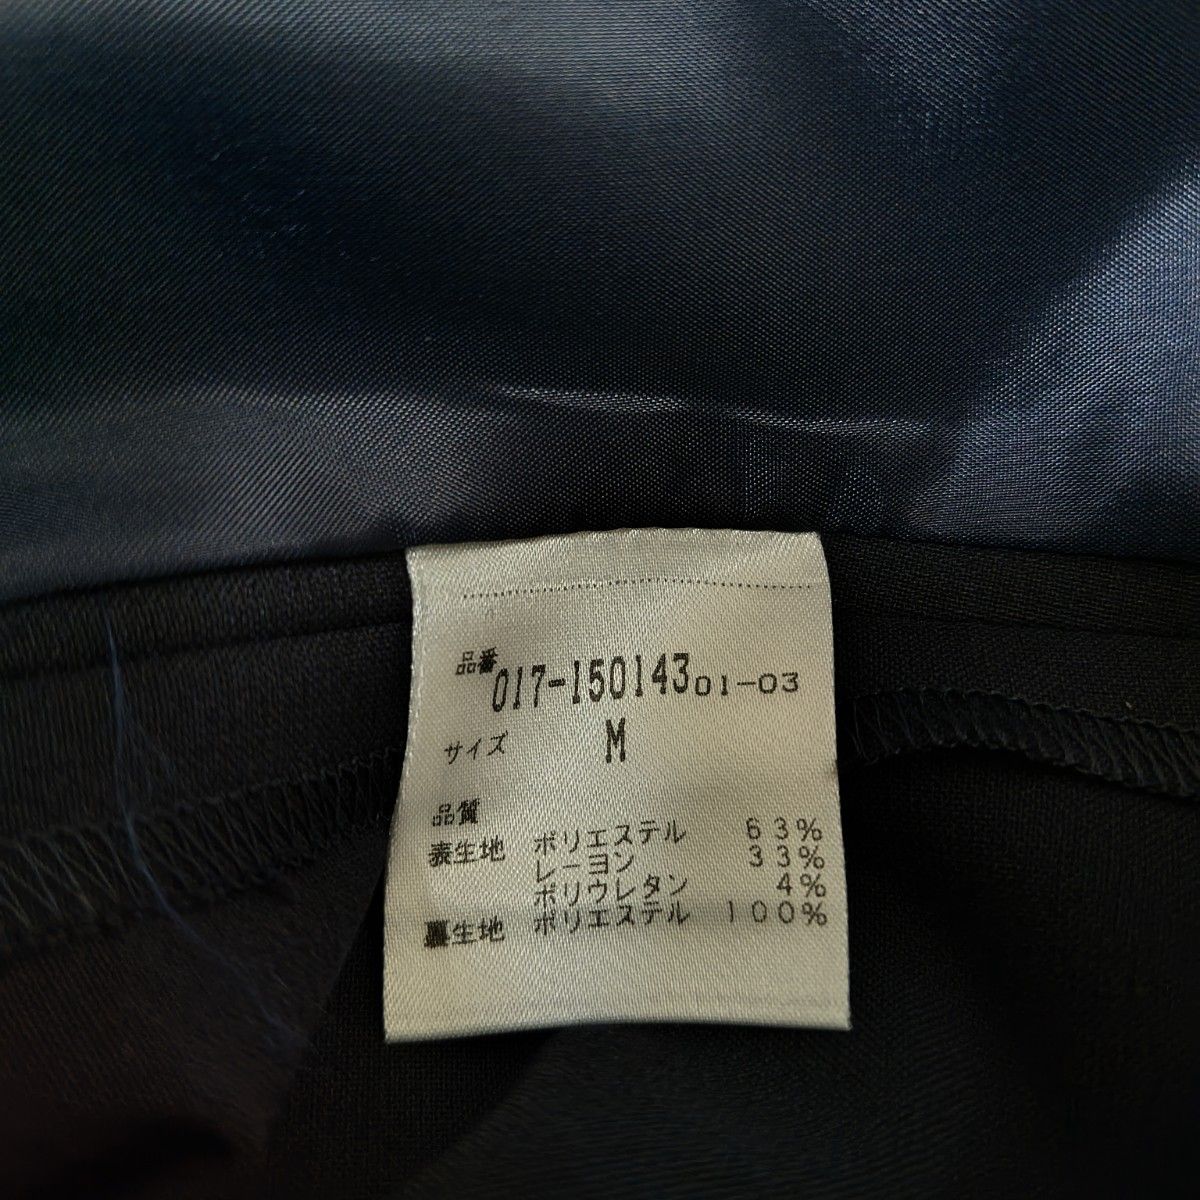 品番 017-150143 01-03
サイズ M
品質
表生地 ポリエステル 63%
レーヨン 33%
ポリウレタン 4%
裏生地 ポリエステル 100%